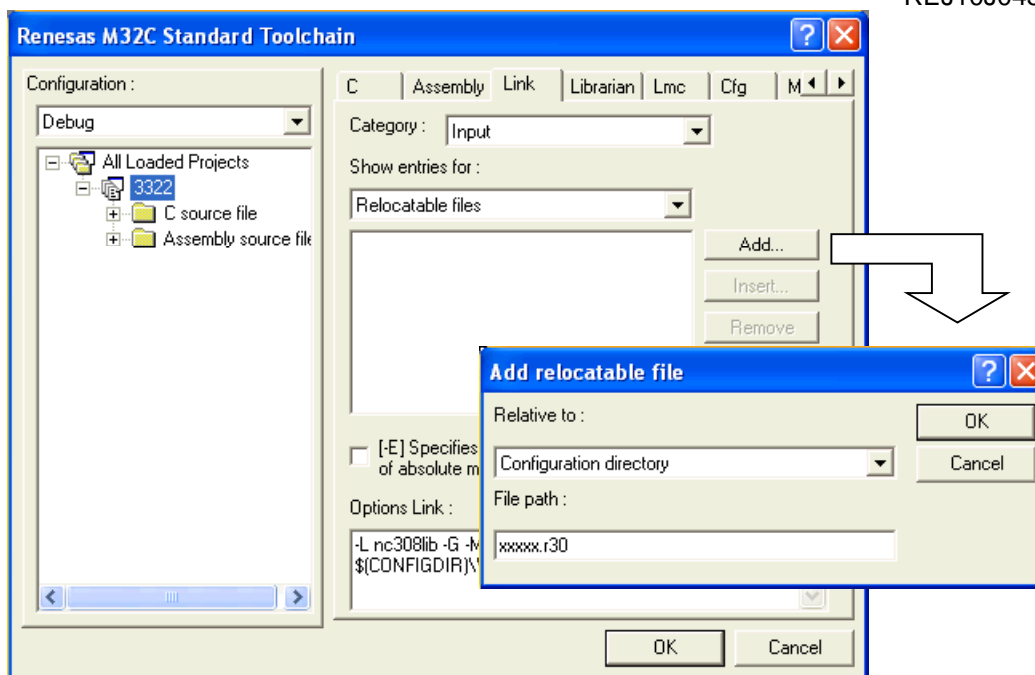 Renesas M32C Standard Toolchain
Configuration :
Debug
All Loaded Projects
3322
C source file
Assembly source file
C Assembly Link Librarian Lmc Cfg M
Category : Input
Show entries for :
Relocatable files
Add...
Insert...
Remove
[-E] Specifies
of absolute m
Options Link :
-L nc308lib -G -M
$(CONFIGDIR)\
OK Cancel
Add relocatable file
Relative to :
Configuration directory
File path :
xxxxx.r30
OK
Cancel